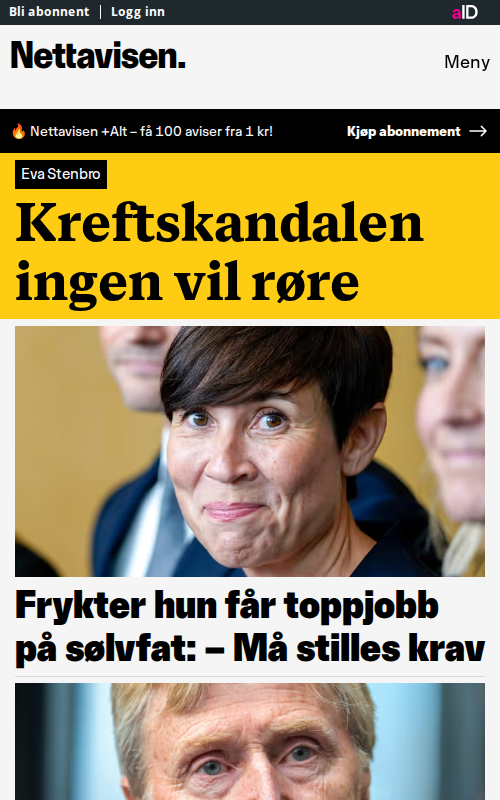 Bli abonnent | Logg inn
aID
Nettavisen.
Meny
🔥 Nettavisen +Alt – få 100 aviser fra 1 kr!
Kjøp abonnement →
Eva Stenbro
Kreftskandalen
ingen vil røre
Frykter hun får toppjobb
på sølvfat: – Må stilles krav